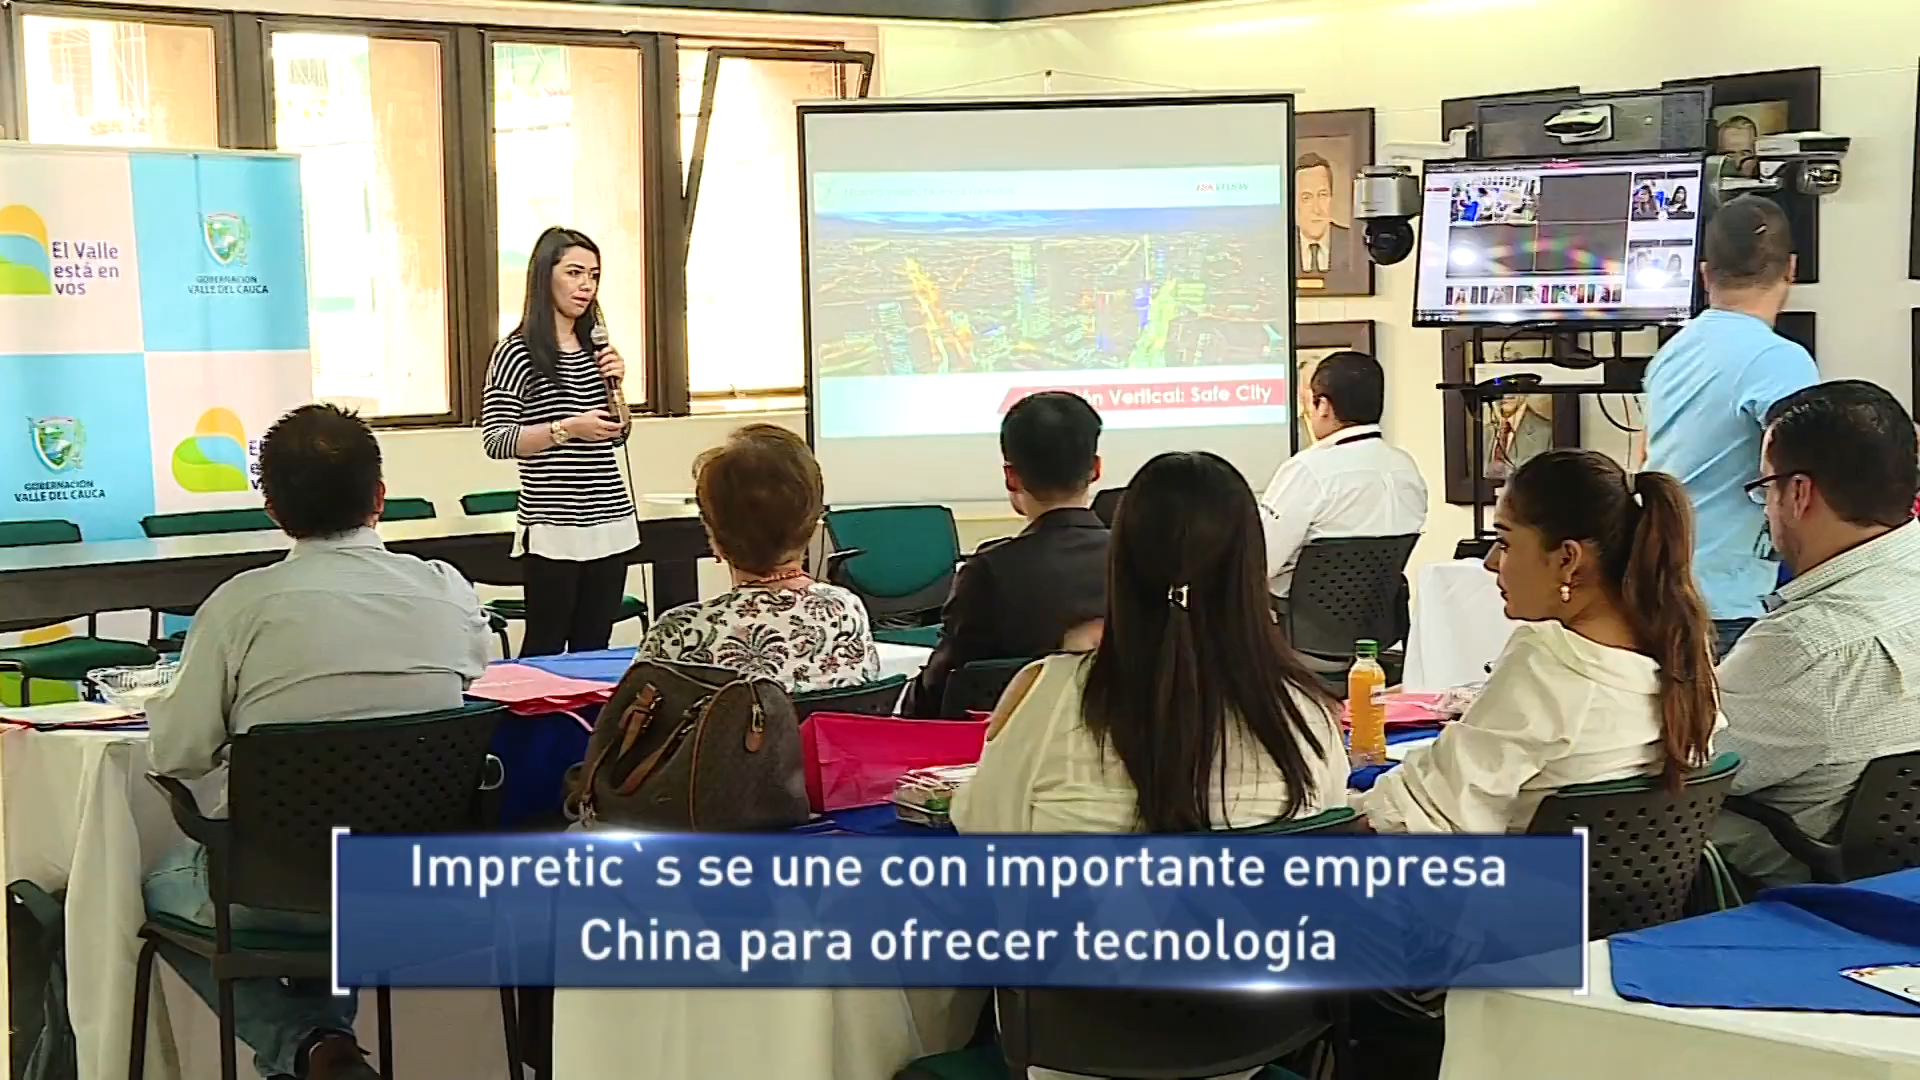 El Valle
está en
vos
GOBERNACIÓN
VALLE DEL CAUCA
GOBERNACIÓN
VALLE DEL CAUCA
HIKVISION
Vertical: Safe City
Impretic`s se une con importante empresa
China para ofrecer tecnología